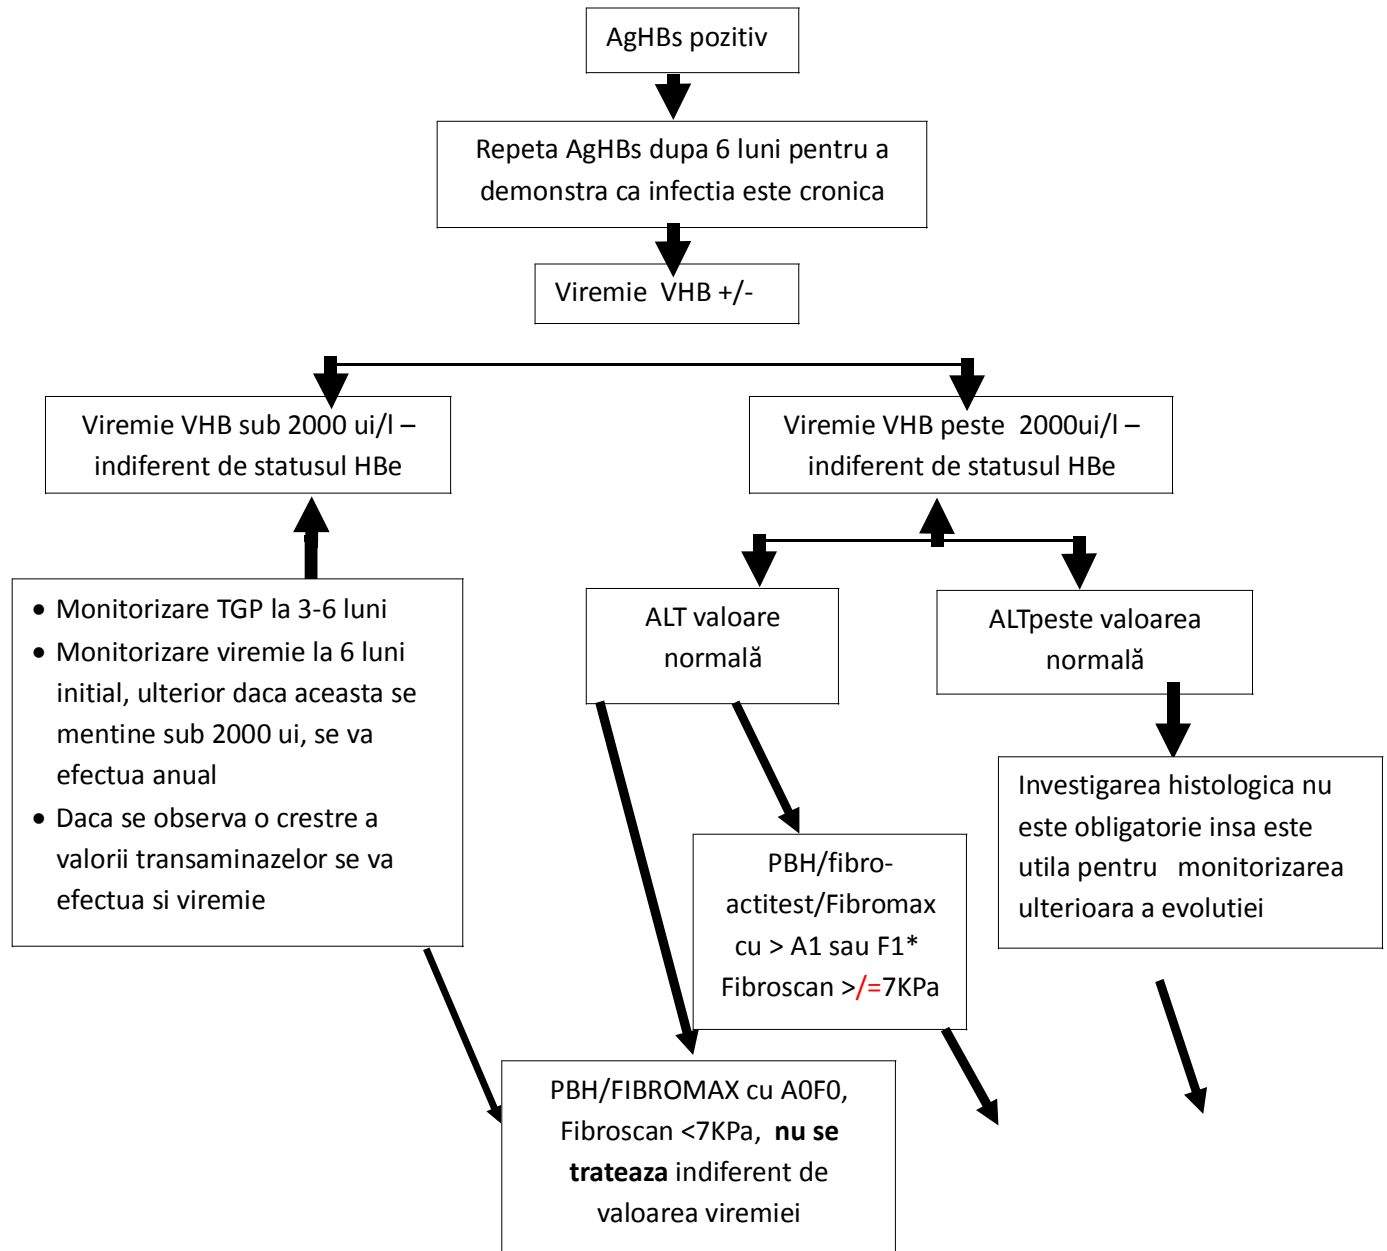 AgHBs pozitiv
Repeta AgHBs dupa 6 luni pentru a
demonstra ca infectia este cronica
Viremie VHB +/-
Viremie VHB sub 2000 ui/l –
indiferent de statusul HBe
Viremie VHB peste 2000ui/l –
indiferent de statusul HBe
• Monitorizare TGP la 3-6 luni
• Monitorizare viremie la 6 luni
initial, ulterior daca aceasta se
mentine sub 2000 ui, se va
efectua anual
• Daca se observa o crestre a
valorii transaminazelor se va
efectua si viremie
ALT valoare
normală
ALTpeste valoarea
normală
Investigarea histologica nu
este obligatorie insa este
utila pentru monitorizarea
ulterioara a evolutiei
PBH/fibro-
actitest/Fibromax
cu > A1 sau F1*
Fibroscan >/=7KPa
PBH/FIBROMAX cu A0F0,
Fibroscan <7KPa, nu se
trateaza indiferent de
valoarea viremiei